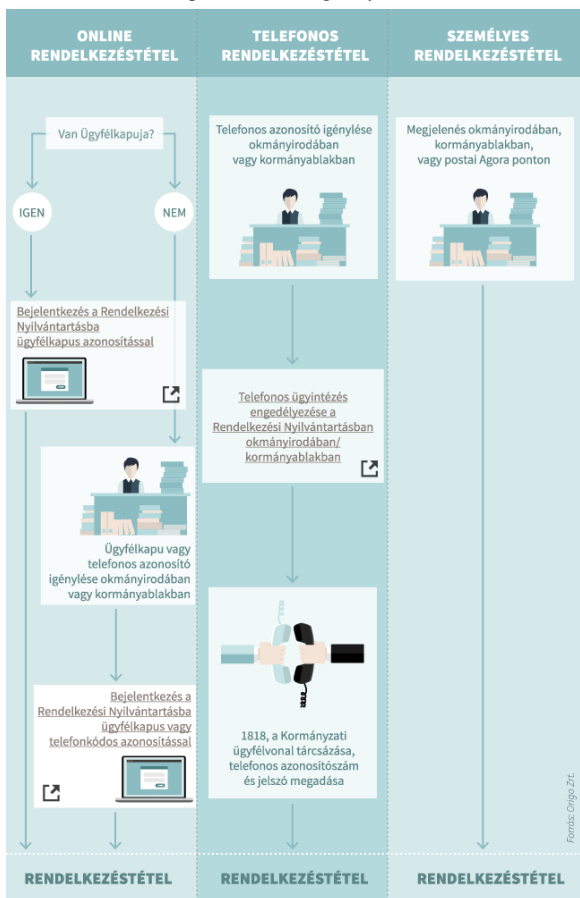 ONLINE
RENDELKEZÉSTÉTEL
TELEFONOS
RENDELKEZÉSTÉTEL
SZEMÉLYES
RENDELKEZÉSTÉTEL
Van Ügyfélkapuja?
IGEN
NEM
Bejelentkezés a Rendelkezési
Nyilvántartásba
ügyfélkapus azonosítással
Ügyfélkapu vagy
telefonos azonosító
igénylése okmányirodában
vagy kormányablakban
Bejelentkezés a
Rendelkezési Nyilvántartásba
ügyfélkapus vagy
telefonkódos azonosítással
Telefonos azonosító igénylése
okmányirodában
vagy kormányablakban
Telefonos ügyintézés
engedélyezése a
Rendelkezési Nyilvántartásban
okmányirodában/
kormányablakban
1818, a Kormányzati
ügyfélvonal tárcsázása,
telefonos azonosítószám
és jelszó megadása
Megjelenés okmányirodában,
kormányablakban,
vagy postai Agora ponton
Forrás: Origo Zrt.
RENDELKEZÉSTÉTEL
RENDELKEZÉSTÉTEL
RENDELKEZÉSTÉTEL